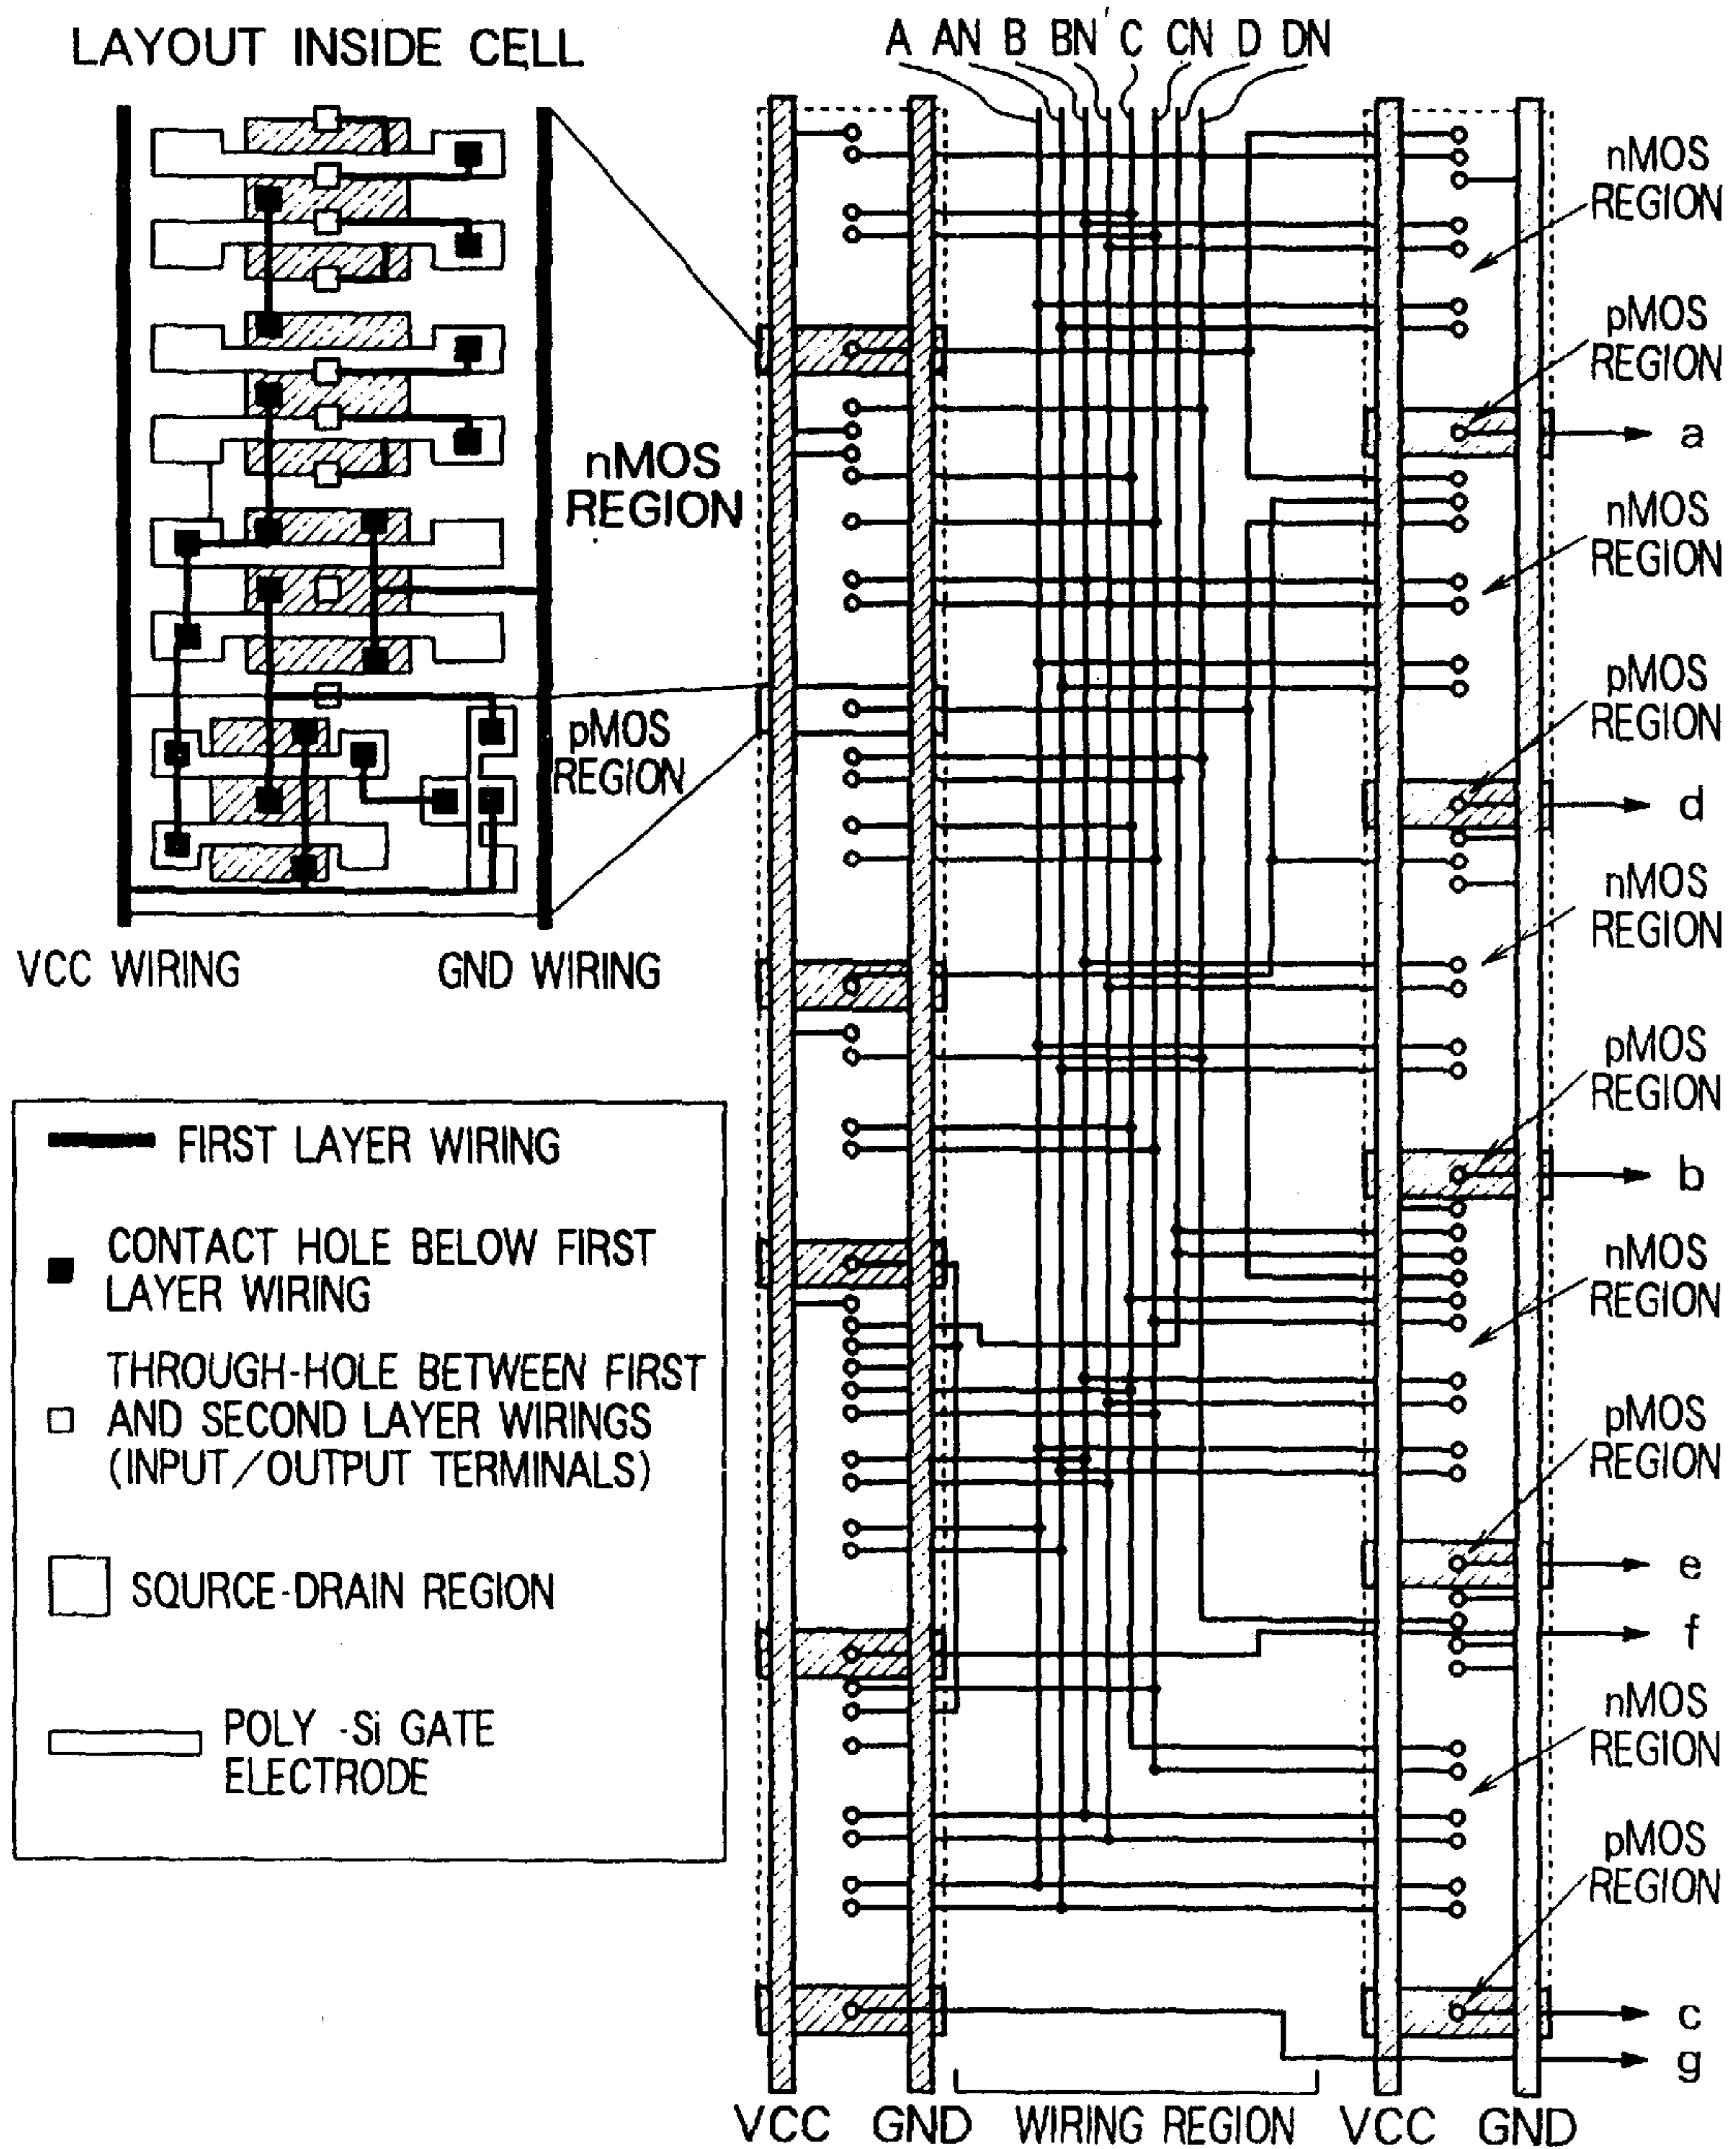 LAYOUT INSIDE CELL
A AN B BN C CN D DN
nMOS
REGION
pMOS
REGION
VCC WIRING
GND WIRING
FIRST LAYER WIRING
CONTACT HOLE BELOW FIRST
LAYER WIRING
THROUGH-HOLE BETWEEN FIRST
AND SECOND LAYER WIRINGS
(INPUT/OUTPUT TERMINALS)
SQURCE-DRAIN REGION
POLY -Si GATE
ELECTRODE
nMOS
REGION
pMOS
REGION
a
nMOS
REGION
pMOS
REGION
d
nMOS
REGION
pMOS
REGION
b
nMOS
REGION
pMOS
REGION
e
f
nMOS
REGION
pMOS
REGION
c
g
VCC GND WIRING REGION VCC GND